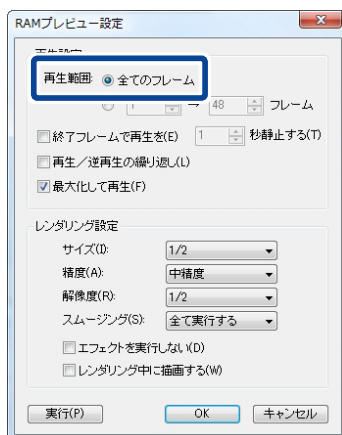 RAMプレビュー設定
再生設定
再生範囲: 全てのフレーム
1 → 48 フレーム
終了フレームで再生を(E) 1 秒静止する(T)
再生／逆再生の繰り返し(L)
最大化して再生(F)
レンダリング設定
サイズ(I): 1/2
精度(A): 中精度
解像度(R): 1/2
スムージング(S): 全て実行する
エフェクトを実行しない(D)
レンダリング中に描画する(W)
実行(P) OK キャンセル